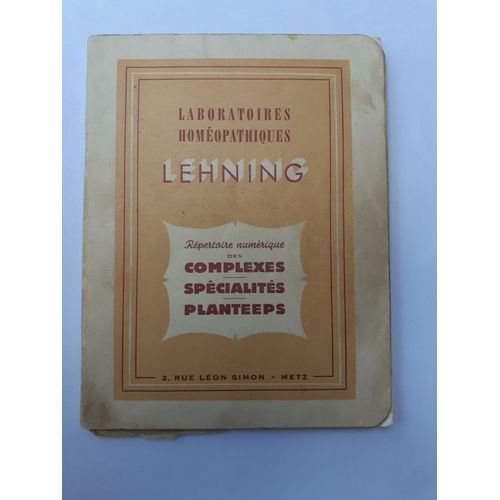 LABORATOIRES
HOMÉOPATHIQUES
LEHNING
Répertoire numérique
DES
COMPLEXES
SPÉCIALITÉS
PLANTEEPS
2, RUE LÉON SIMON • METZ